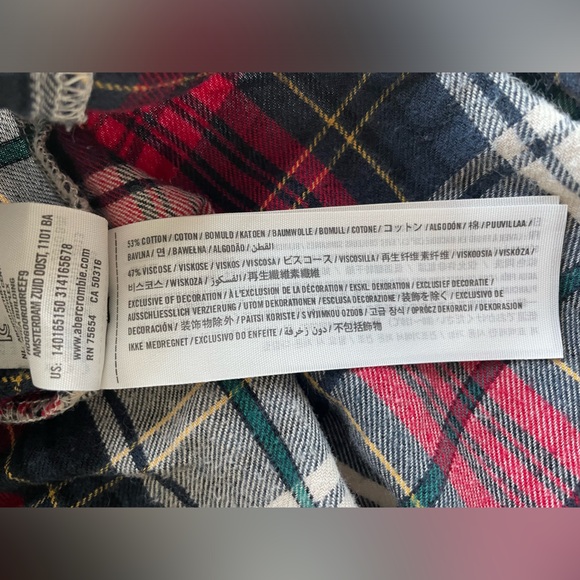 53% COTTON / COTON / BOMULD / KATOEN / BAUMWOLLE / BOMULL / COTONE / コットン / ALGODÓN / 棉 / PUUVILLAA /
BAVLNA / 면 / BAWEŁNA / ALGODÃO / القطن
47% VISCOSE / VISKOSE / VISKOS / VISCOSA / ビスコース / VISCOSILLA / 再生纤维素纤维 / VISKOOSIA / VISKÓZA /
비스코스 / WISKOZA / الفسكوز / 再生纖維素纖維
EXCLUSIVE OF DECORATION / À L'EXCLUSION DE LA DÉCORATION / EKSKL DEKORATION / EXCLUSIEF DECORATIE /
AUSSCHLIEßLICH VERZIERUNG / UTOM DEKORATIONEN / ESCLUSA DECORAZIONE / 装飾を除く / EXCLUSIVO DE
DECORACIÓN / 装饰物除外 / PAITSI KORISTE / S VÝJIMKOU OZDOB / 고급 장식 / OPRÓCZ DEKORACJI / DEKORASJON
IKKE MEDREGNET / EXCLUSIVO DO ENFEITE / بدون زخرفة / 不包括飾物
AMSTERDAM ZUID OOST, 1101 BA
US: 140165150 314165678
www.abercrombie.com
RN 75654 CA 50316